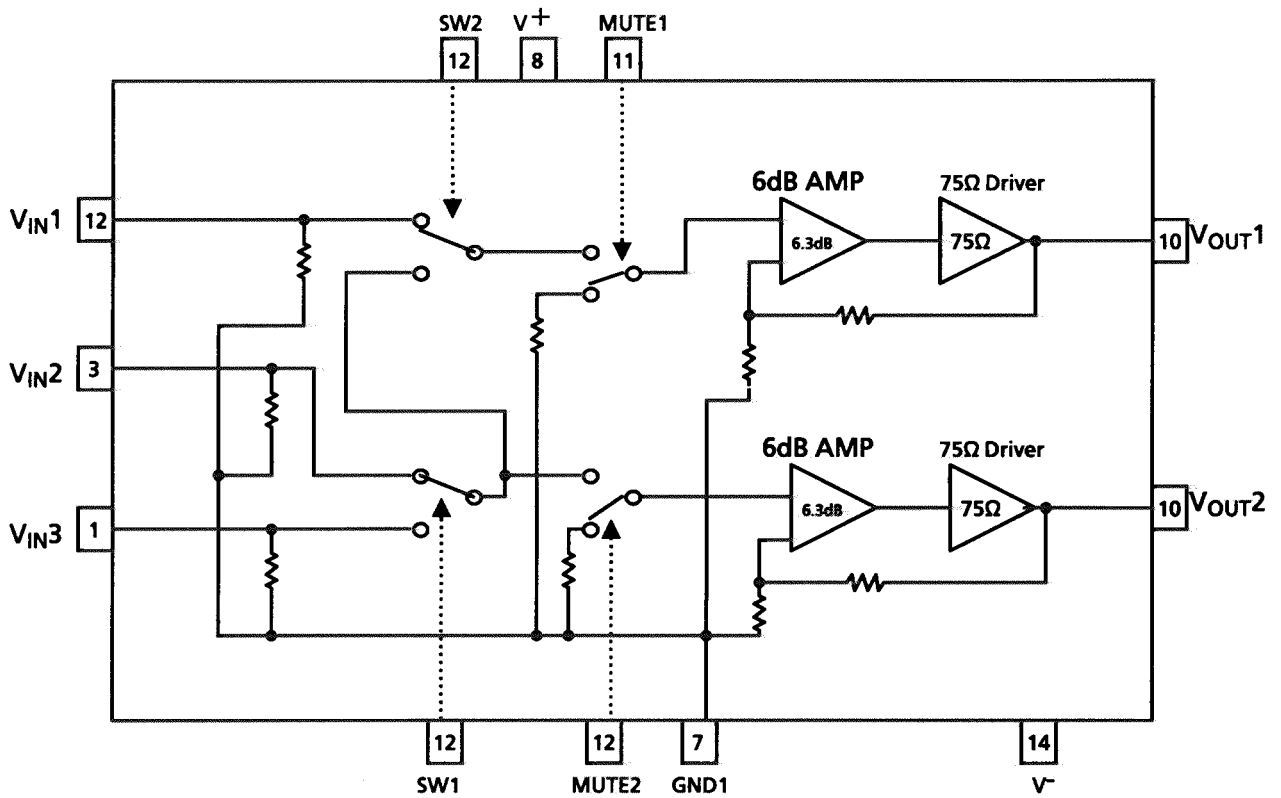 SW2 V+ MUTE1
12 8 11
6dB AMP 75Ω Driver
VIN1 12 6.3dB 75Ω 10 VOUT1
VIN2 3
6dB AMP 75Ω Driver
VIN3 1 6.3dB 75Ω 10 VOUT2
12 12 7 14
SW1 MUTE2 GND1 V-